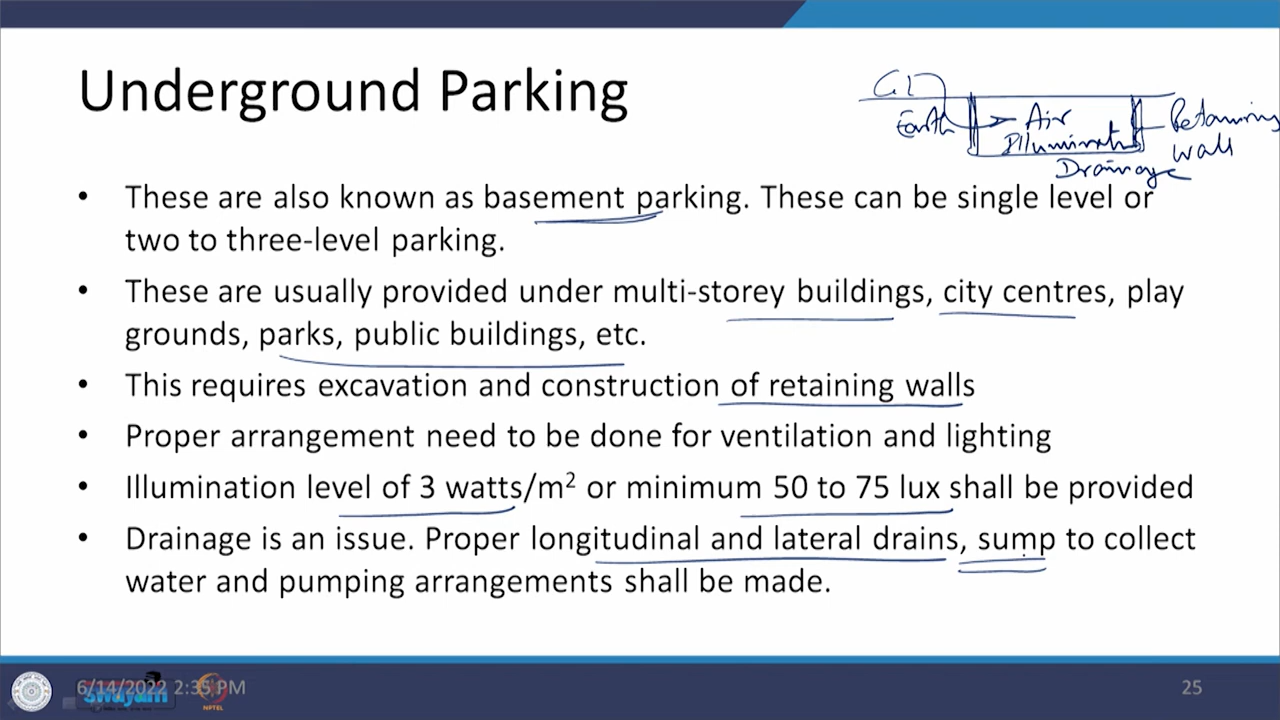 Underground Parking
GL
Earth
Air
Retaining
wall
Drainage
• These are also known as basement parking. These can be single level or
two to three-level parking.
• These are usually provided under multi-storey buildings, city centres, play
grounds, parks, public buildings, etc.
• This requires excavation and construction of retaining walls
• Proper arrangement need to be done for ventilation and lighting
• Illumination level of 3 watts/m² or minimum 50 to 75 lux shall be provided
• Drainage is an issue. Proper longitudinal and lateral drains, sump to collect
water and pumping arrangements shall be made.
6/14/2022 2:35 PM
swayam
NPTEL
25